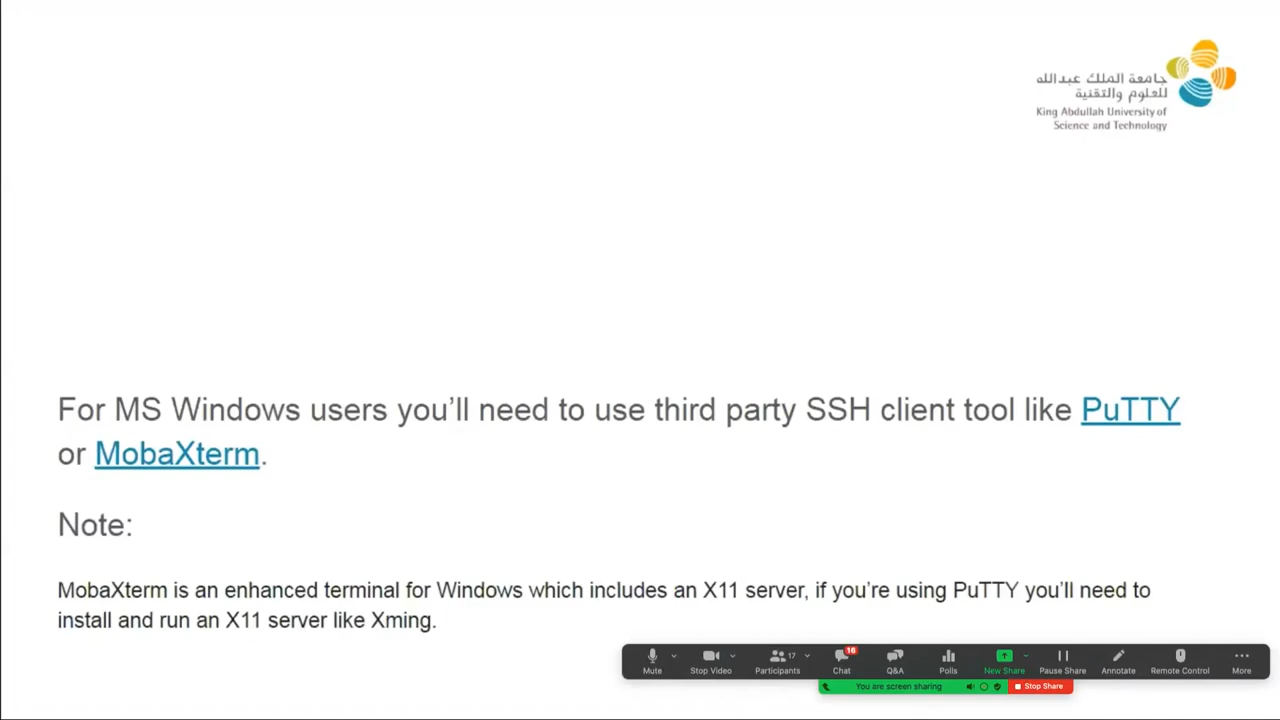 جامعة الملك عبدالله
للعلوم والتقنية
King Abdullah University of
Science and Technology
For MS Windows users you’ll need to use third party SSH client tool like PuTTY
or MobaXterm.
Note:
MobaXterm is an enhanced terminal for Windows which includes an X11 server, if you’re using PuTTY you’ll need to
install and run an X11 server like Xming.
17 16
Mute Stop Video Participants Chat Q&A Polls New Share Pause Share Annotate Remote Control More
You are screen sharing Stop Share